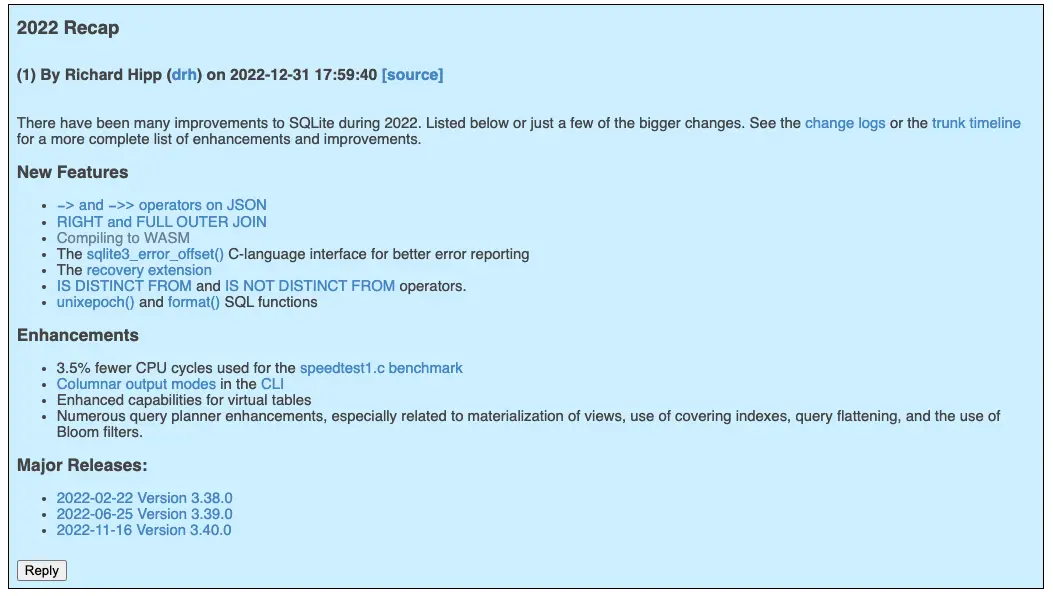 2022 Recap
(1) By Richard Hipp (drh) on 2022-12-31 17:59:40 [source]
There have been many improvements to SQLite during 2022. Listed below or just a few of the bigger changes. See the change logs or the trunk timeline
for a more complete list of enhancements and improvements.
New Features
• −> and −>> operators on JSON
• RIGHT and FULL OUTER JOIN
• Compiling to WASM
• The sqlite3_error_offset() C-language interface for better error reporting
• The recovery extension
• IS DISTINCT FROM and IS NOT DISTINCT FROM operators.
• unixepoch() and format() SQL functions
Enhancements
• 3.5% fewer CPU cycles used for the speedtest1.c benchmark
• Columnar output modes in the CLI
• Enhanced capabilities for virtual tables
• Numerous query planner enhancements, especially related to materialization of views, use of covering indexes, query flattening, and the use of
Bloom filters.
Major Releases:
• 2022-02-22 Version 3.38.0
• 2022-06-25 Version 3.39.0
• 2022-11-16 Version 3.40.0
Reply